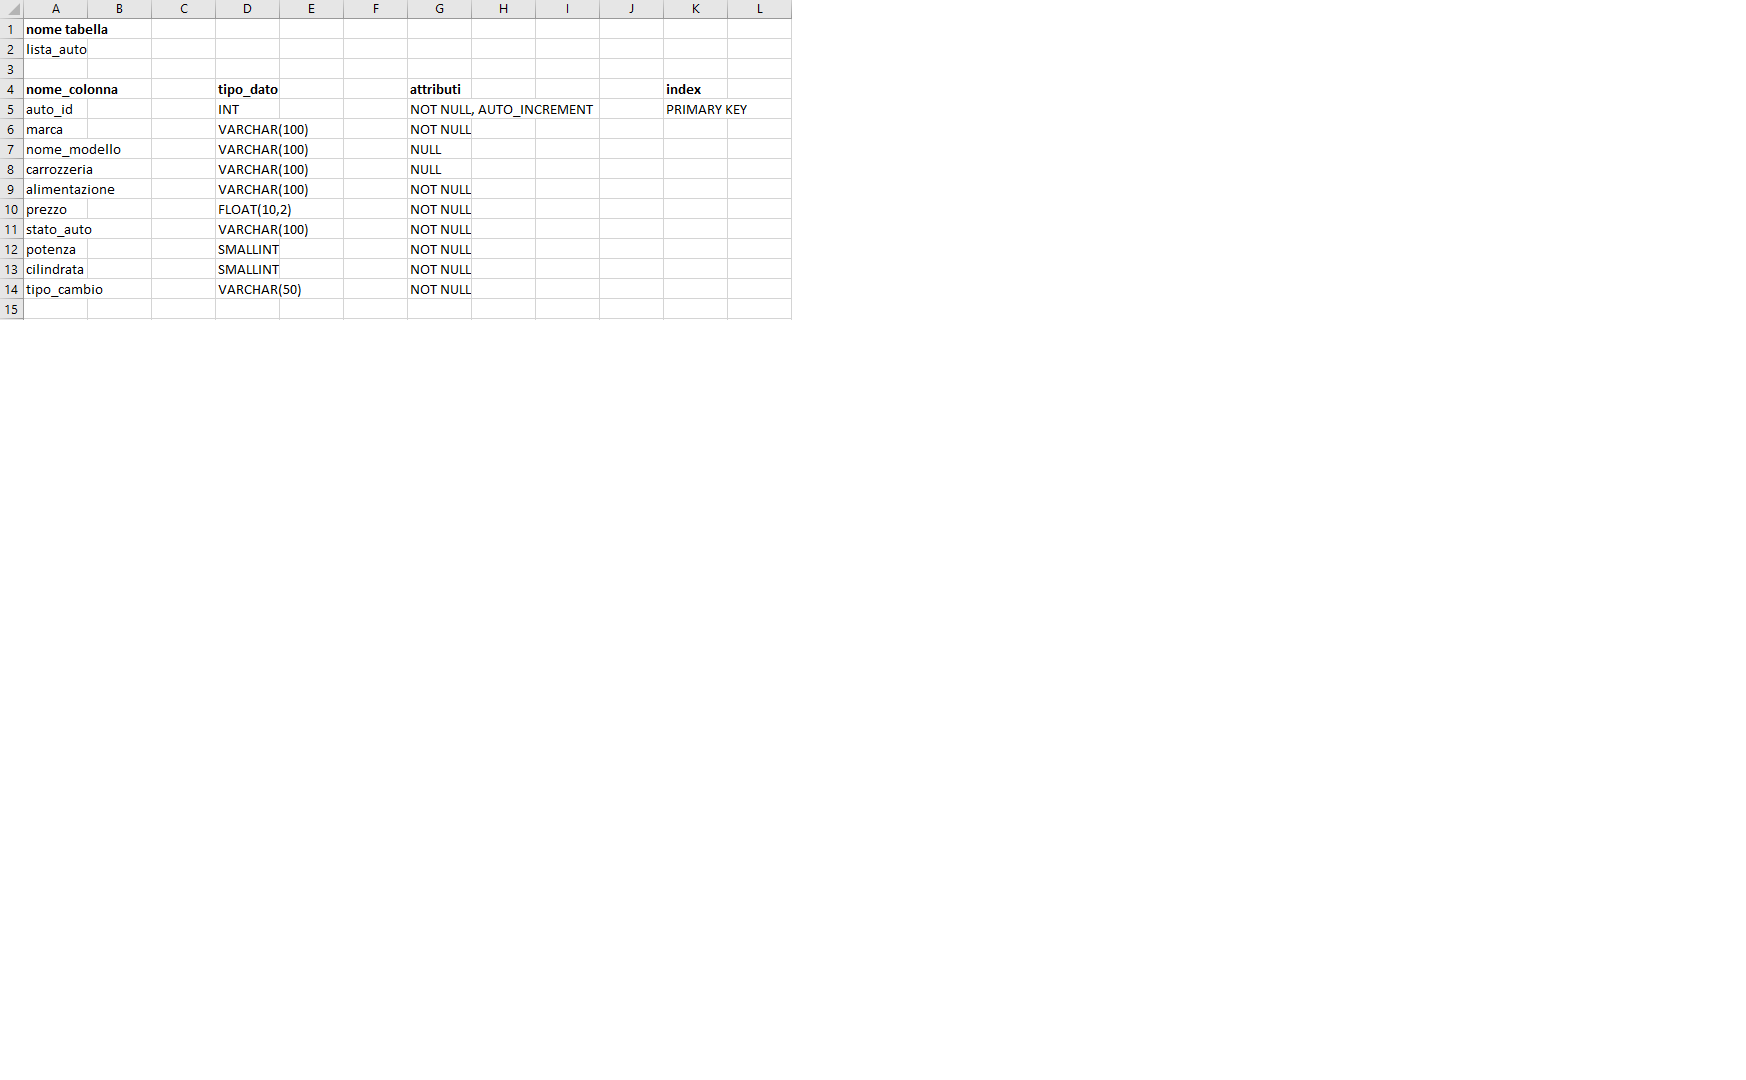 A B C D E F G H I J K L
1 nome tabella
2 lista_auto
3
4 nome_colonna tipo_dato attributi index
5 auto_id INT NOT NULL, AUTO_INCREMENT PRIMARY KEY
6 marca VARCHAR(100) NOT NULL
7 nome_modello VARCHAR(100) NULL
8 carrozzeria VARCHAR(100) NULL
9 alimentazione VARCHAR(100) NOT NULL
10 prezzo FLOAT(10,2) NOT NULL
11 stato_auto VARCHAR(100) NOT NULL
12 potenza SMALLINT NOT NULL
13 cilindrata SMALLINT NOT NULL
14 tipo_cambio VARCHAR(50) NOT NULL
15